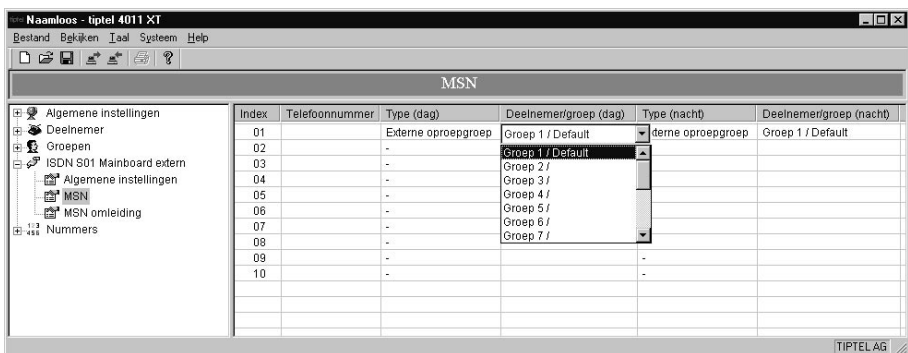 Naamloos - tiptel 4011 XT
Bestand Bekijken Taal Systeem Help
MSN
Algemene instellingen
Deelnemer
Groepen
ISDN S01 Mainboard extern
Algemene instellingen
MSN
MSN omleiding
Nummers
Index Telefoonnummer Type (dag) Deelnemer/groep (dag) Type (nacht) Deelnemer/groep (nacht)
01 Externe oproepgroep Groep 1 / Default terne oproepgroep Groep 1 / Default
02 - Groep 1 / Default
03 - Groep 2 /
04 - Groep 3 /
05 - Groep 4 /
06 - Groep 5 /
07 - Groep 6 /
08 - Groep 7 /
09 - -
10 - -
TIPTEL AG